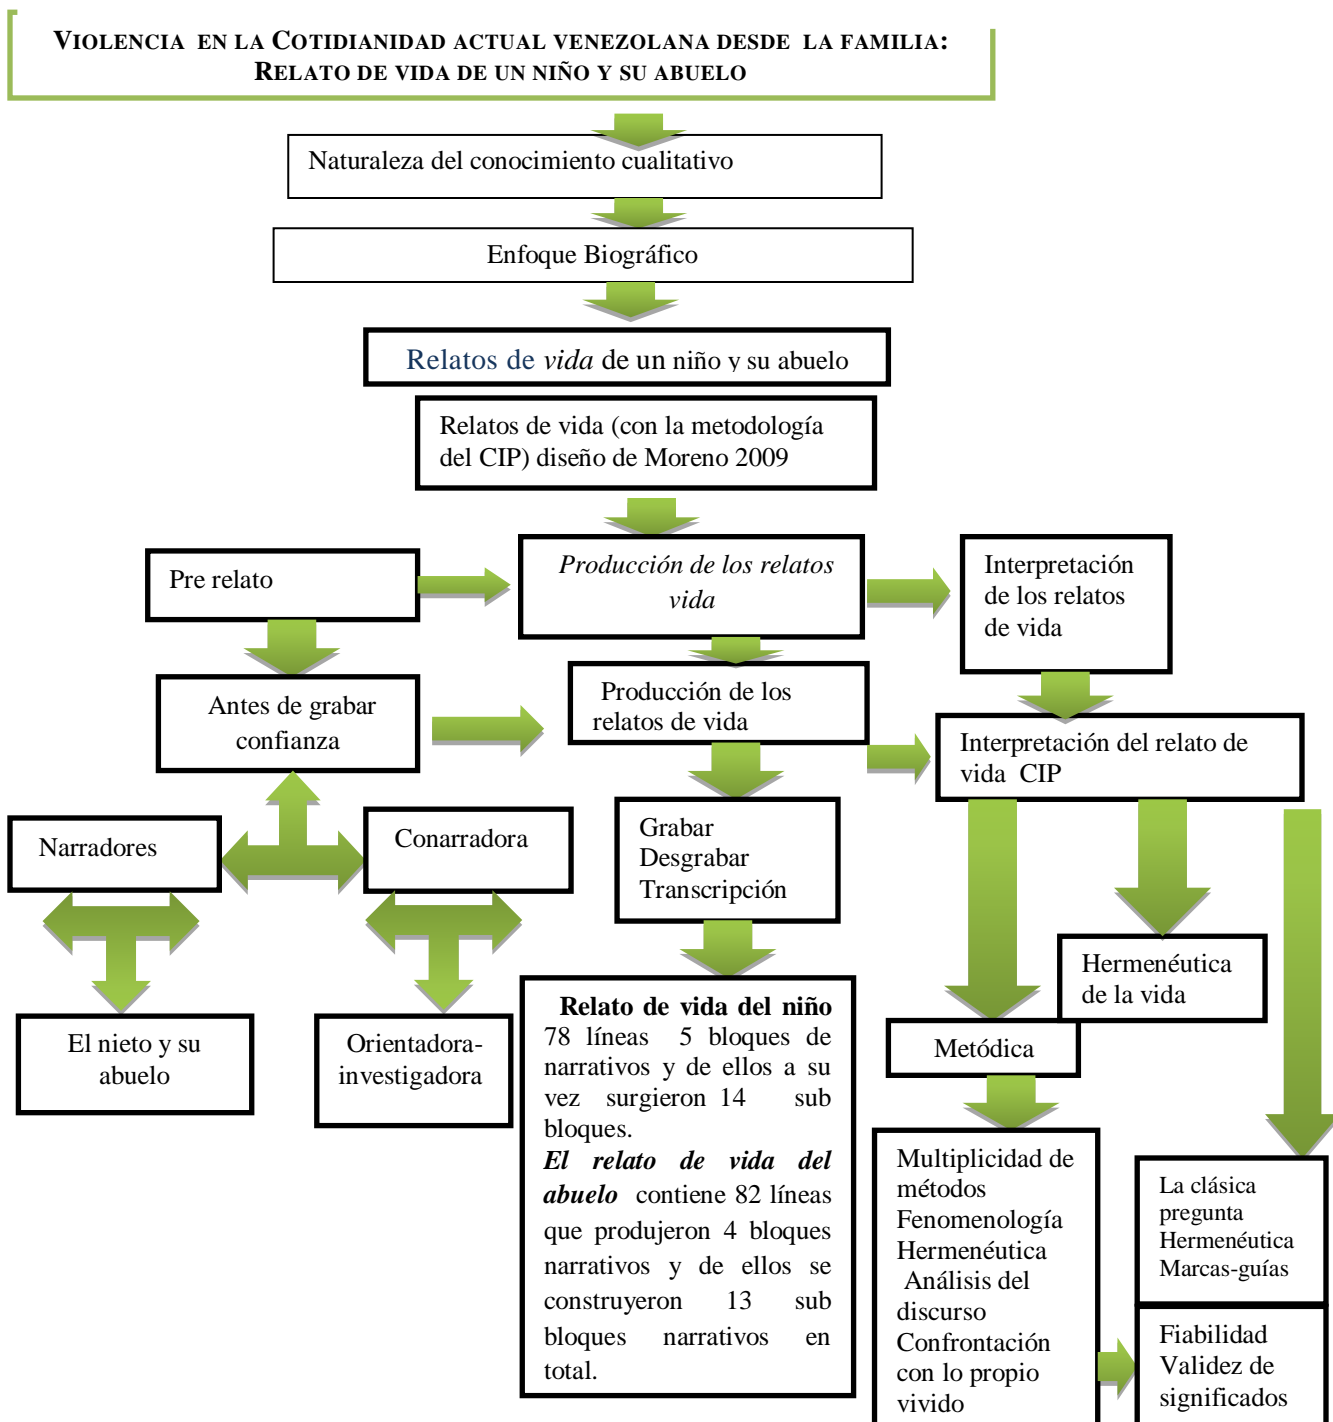 VIOLENCIA EN LA COTIDIANIDAD ACTUAL VENEZOLANA DESDE LA FAMILIA:
RELATO DE VIDA DE UN NIÑO Y SU ABUELO
Naturaleza del conocimiento cualitativo
Enfoque Biográfico
Relatos de vida de un niño y su abuelo
Relatos de vida (con la metodología
del CIP) diseño de Moreno 2009
Pre relato
Producción de los relatos
vida
Interpretación
de los relatos
de vida
Antes de grabar
confianza
Producción de los
relatos de vida
Interpretación del relato de
vida CIP
Narradores
Conarradora
Grabar
Desgrabar
Transcripción
Hermenéutica
de la vida
El nieto y su
abuelo
Orientadora-
investigadora
Relato de vida del niño
78 líneas 5 bloques de
narrativos y de ellos a su
vez surgieron 14 sub
bloques.
El relato de vida del
abuelo contiene 82 líneas
que produjeron 4 bloques
narrativos y de ellos se
construyeron 13 sub
bloques narrativos en
total.
Metódica
Multiplicidad de
métodos
Fenomenología
Hermenéutica
Análisis del
discurso
Confrontación
con lo propio
vivido
La clásica
pregunta
Hermenéutica
Marcas-guías
Fiabilidad
Validez de
significados